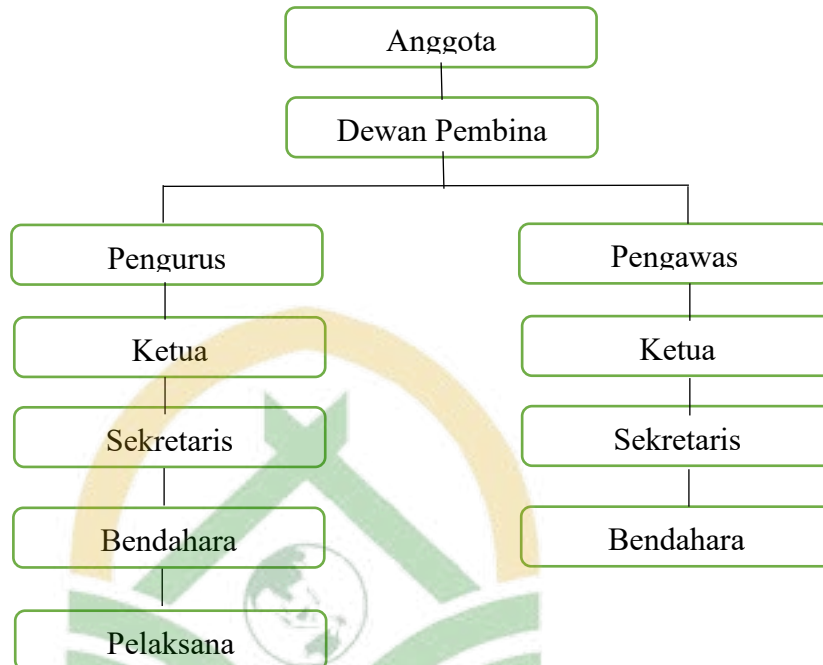 Anggota
Dewan Pembina
Pengurus
Pengawas
Ketua
Ketua
Sekretaris
Sekretaris
Bendahara
Bendahara
Pelaksana